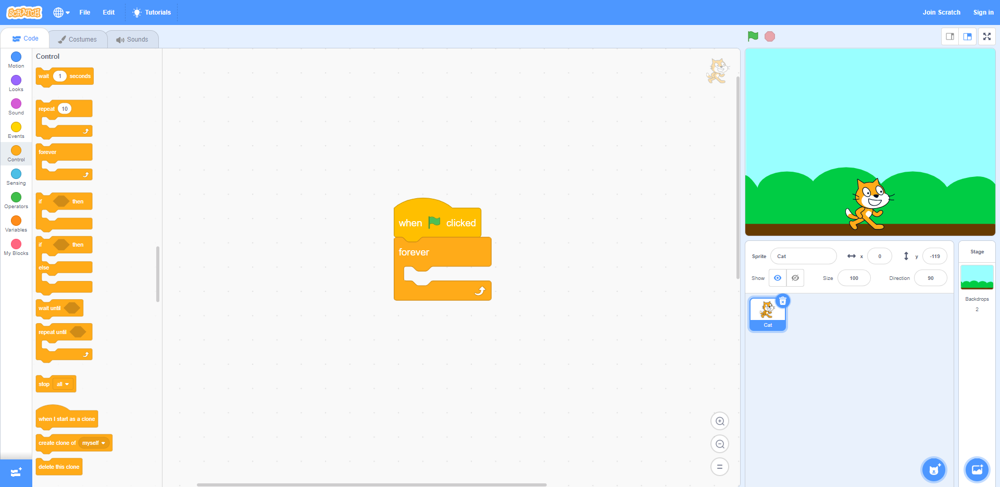 SCRATCH File Edit Tutorials Join Scratch Sign in
Code Costumes Sounds
Motion
Looks
Sound
Events
Control
Sensing
Operators
Variables
My Blocks
Control
wait 1 seconds
repeat 10
forever
if then
if then
else
wait until
repeat until
stop all
when I start as a clone
create clone of myself
delete this clone
when clicked
forever
Sprite Cat x 0 y -119
Show Size 100 Direction 90
Cat
Stage
Backdrops
2